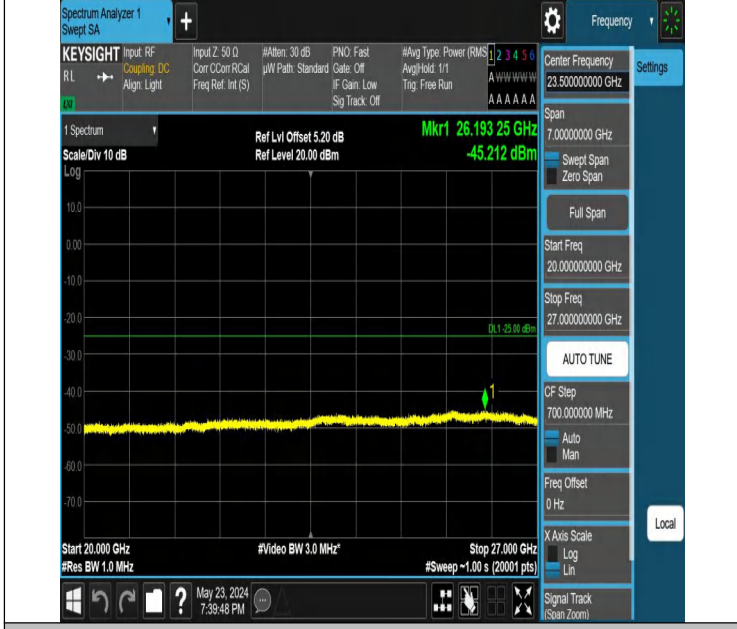 Spectrum Analyzer 1
Swept SA
+
Frequency
KEYSIGHT
RL
LXI
Input: RF
Coupling: DC
Align: Light
Input Z: 50 Ω
Corr CCorr RCal
Freq Ref: Int (S)
#Atten: 30 dB
µW Path: Standard
PNO: Fast
Gate: Off
IF Gain: Low
Sig Track: Off
#Avg Type: Power (RMS
Avg|Hold: 1/1
Trig: Free Run
1 2 3 4 5 6
A W W W W W
A A A A A A
1 Spectrum
Scale/Div 10 dB
Ref Lvl Offset 5.20 dB
Ref Level 20.00 dBm
Mkr1 26.193 25 GHz
-45.212 dBm
Log
10.0
0.00
-10.0
-20.0
-30.0
-40.0
-50.0
-60.0
-70.0
DL1 -25.00 dBm
1
Start 20.000 GHz
#Res BW 1.0 MHz
#Video BW 3.0 MHz*
Stop 27.000 GHz
#Sweep ~1.00 s (20001 pts)
?
May 23, 2024
7:39:48 PM
Center Frequency
23.500000000 GHz
Span
7.00000000 GHz
Swept Span
Zero Span
Full Span
Start Freq
20.000000000 GHz
Stop Freq
27.000000000 GHz
AUTO TUNE
CF Step
700.000000 MHz
Auto
Man
Freq Offset
0 Hz
X Axis Scale
Log
Lin
Signal Track
(Span Zoom)
Settings
Local